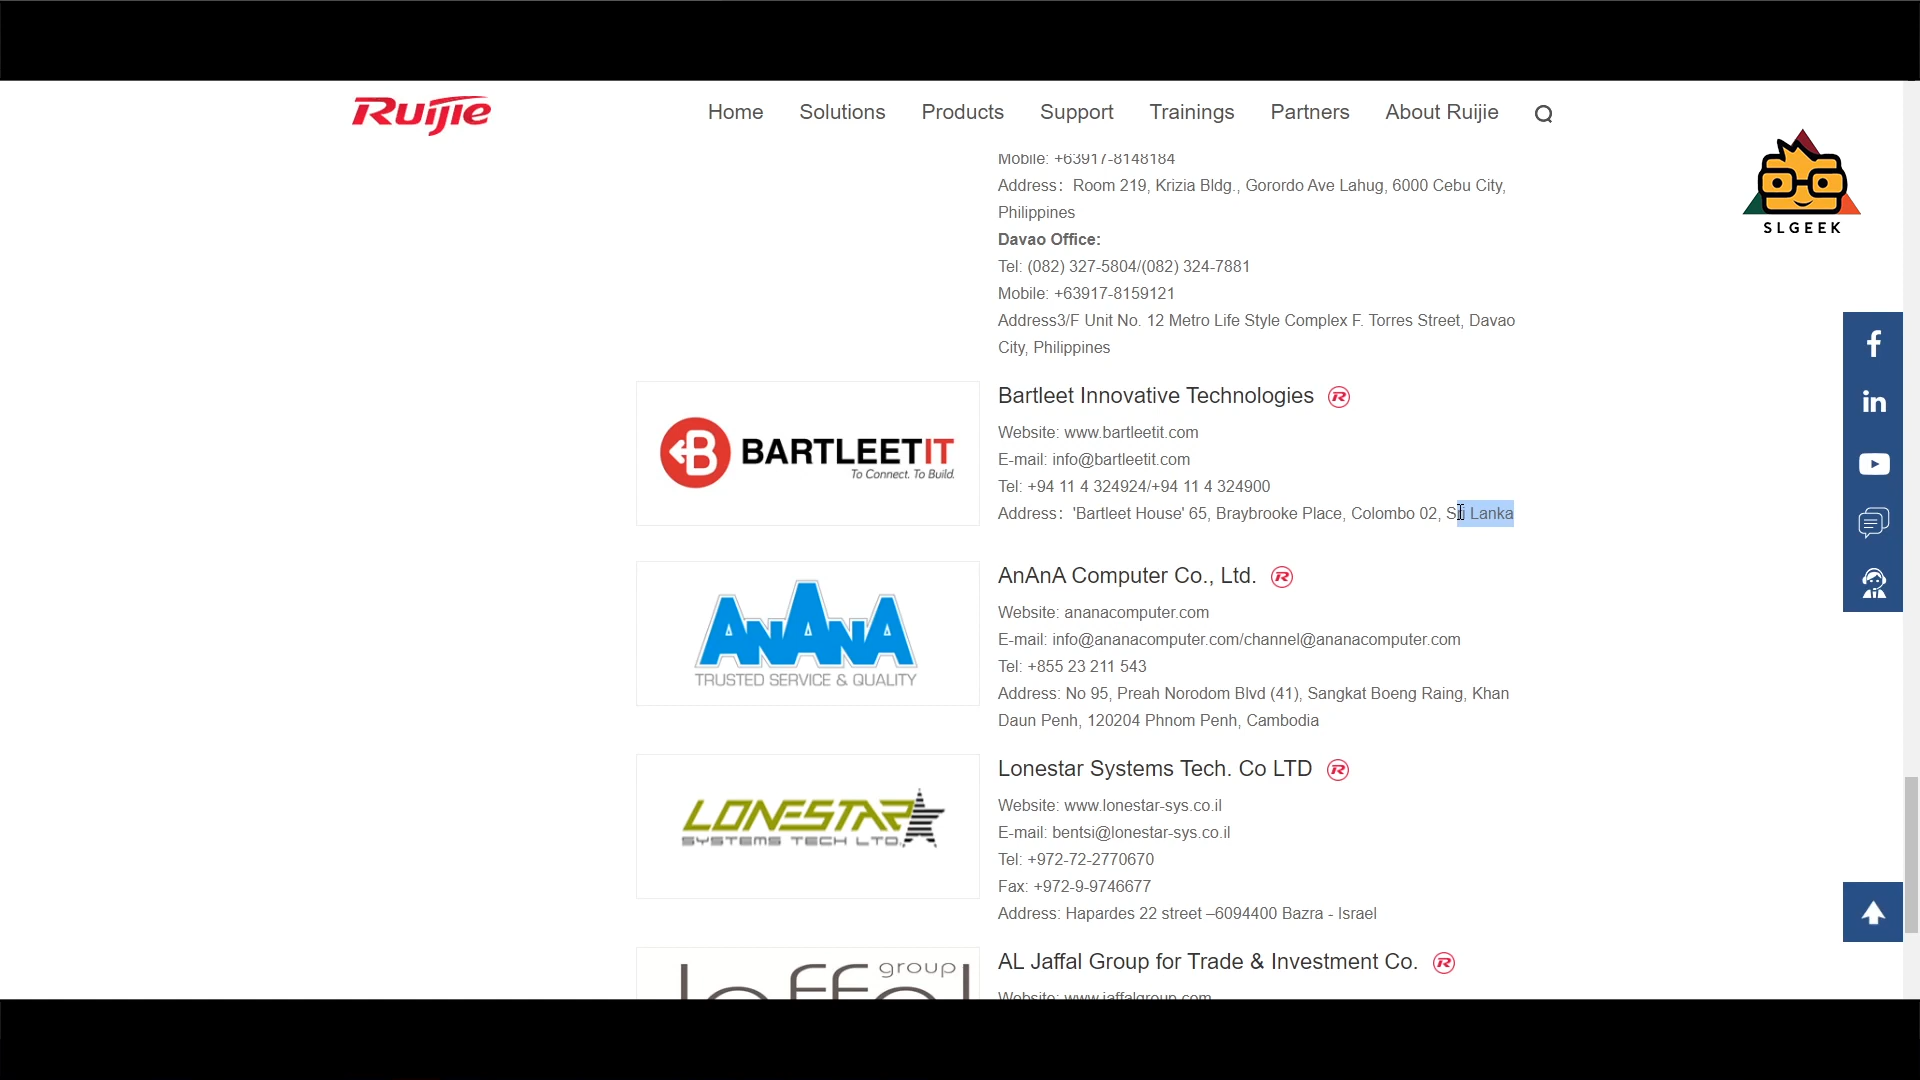 Ruijie
Home Solutions Products Support Trainings Partners About Ruijie
Mobile: +63917-8148184
Address：Room 219, Krizia Bldg., Gorordo Ave Lahug, 6000 Cebu City,
Philippines
SLGEEK
Davao Office:
Tel: (082) 327-5804/(082) 324-7881
Mobile: +63917-8159121
Address3/F Unit No. 12 Metro Life Style Complex F. Torres Street, Davao
City, Philippines
BARTLEETIT
To Connect. To Build.
Bartleet Innovative Technologies
Website: www.bartleetit.com
E-mail: info@bartleetit.com
Tel: +94 11 4 324924/+94 11 4 324900
Address：'Bartleet House' 65, Braybrooke Place, Colombo 02, Sri Lanka
ANANA
TRUSTED SERVICE & QUALITY
AnAnA Computer Co., Ltd.
Website: ananacomputer.com
E-mail: info@ananacomputer.com/channel@ananacomputer.com
Tel: +855 23 211 543
Address: No 95, Preah Norodom Blvd (41), Sangkat Boeng Raing, Khan
Daun Penh, 120204 Phnom Penh, Cambodia
LONESTAR
SYSTEMS TECH LTD.
Lonestar Systems Tech. Co LTD
Website: www.lonestar-sys.co.il
E-mail: bentsi@lonestar-sys.co.il
Tel: +972-72-2770670
Fax: +972-9-9746677
Address: Hapardes 22 street –6094400 Bazra - Israel
group
Jaffal
AL Jaffal Group for Trade & Investment Co.
Website: www.jaffalgroup.com